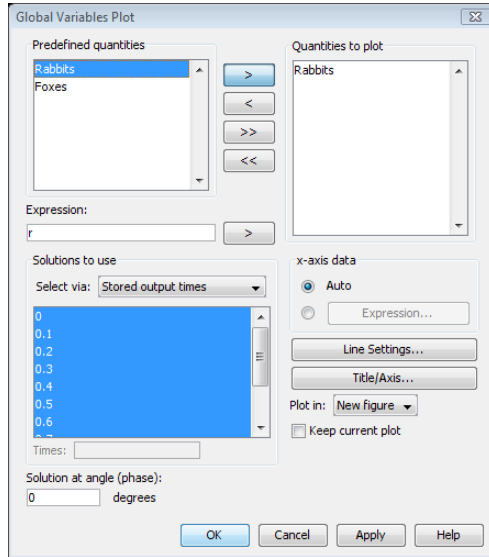 Global Variables Plot
Predefined quantities
Rabbits
Foxes
>
<
>>
<<
Quantities to plot
Rabbits
Expression:
r
>
Solutions to use
Select via: Stored output times
0
0.1
0.2
0.3
0.4
0.5
0.6
0.7
Times:
x-axis data
Auto
Expression...
Line Settings...
Title/Axis...
Plot in: New figure
Keep current plot
Solution at angle (phase):
0 degrees
OK Cancel Apply Help